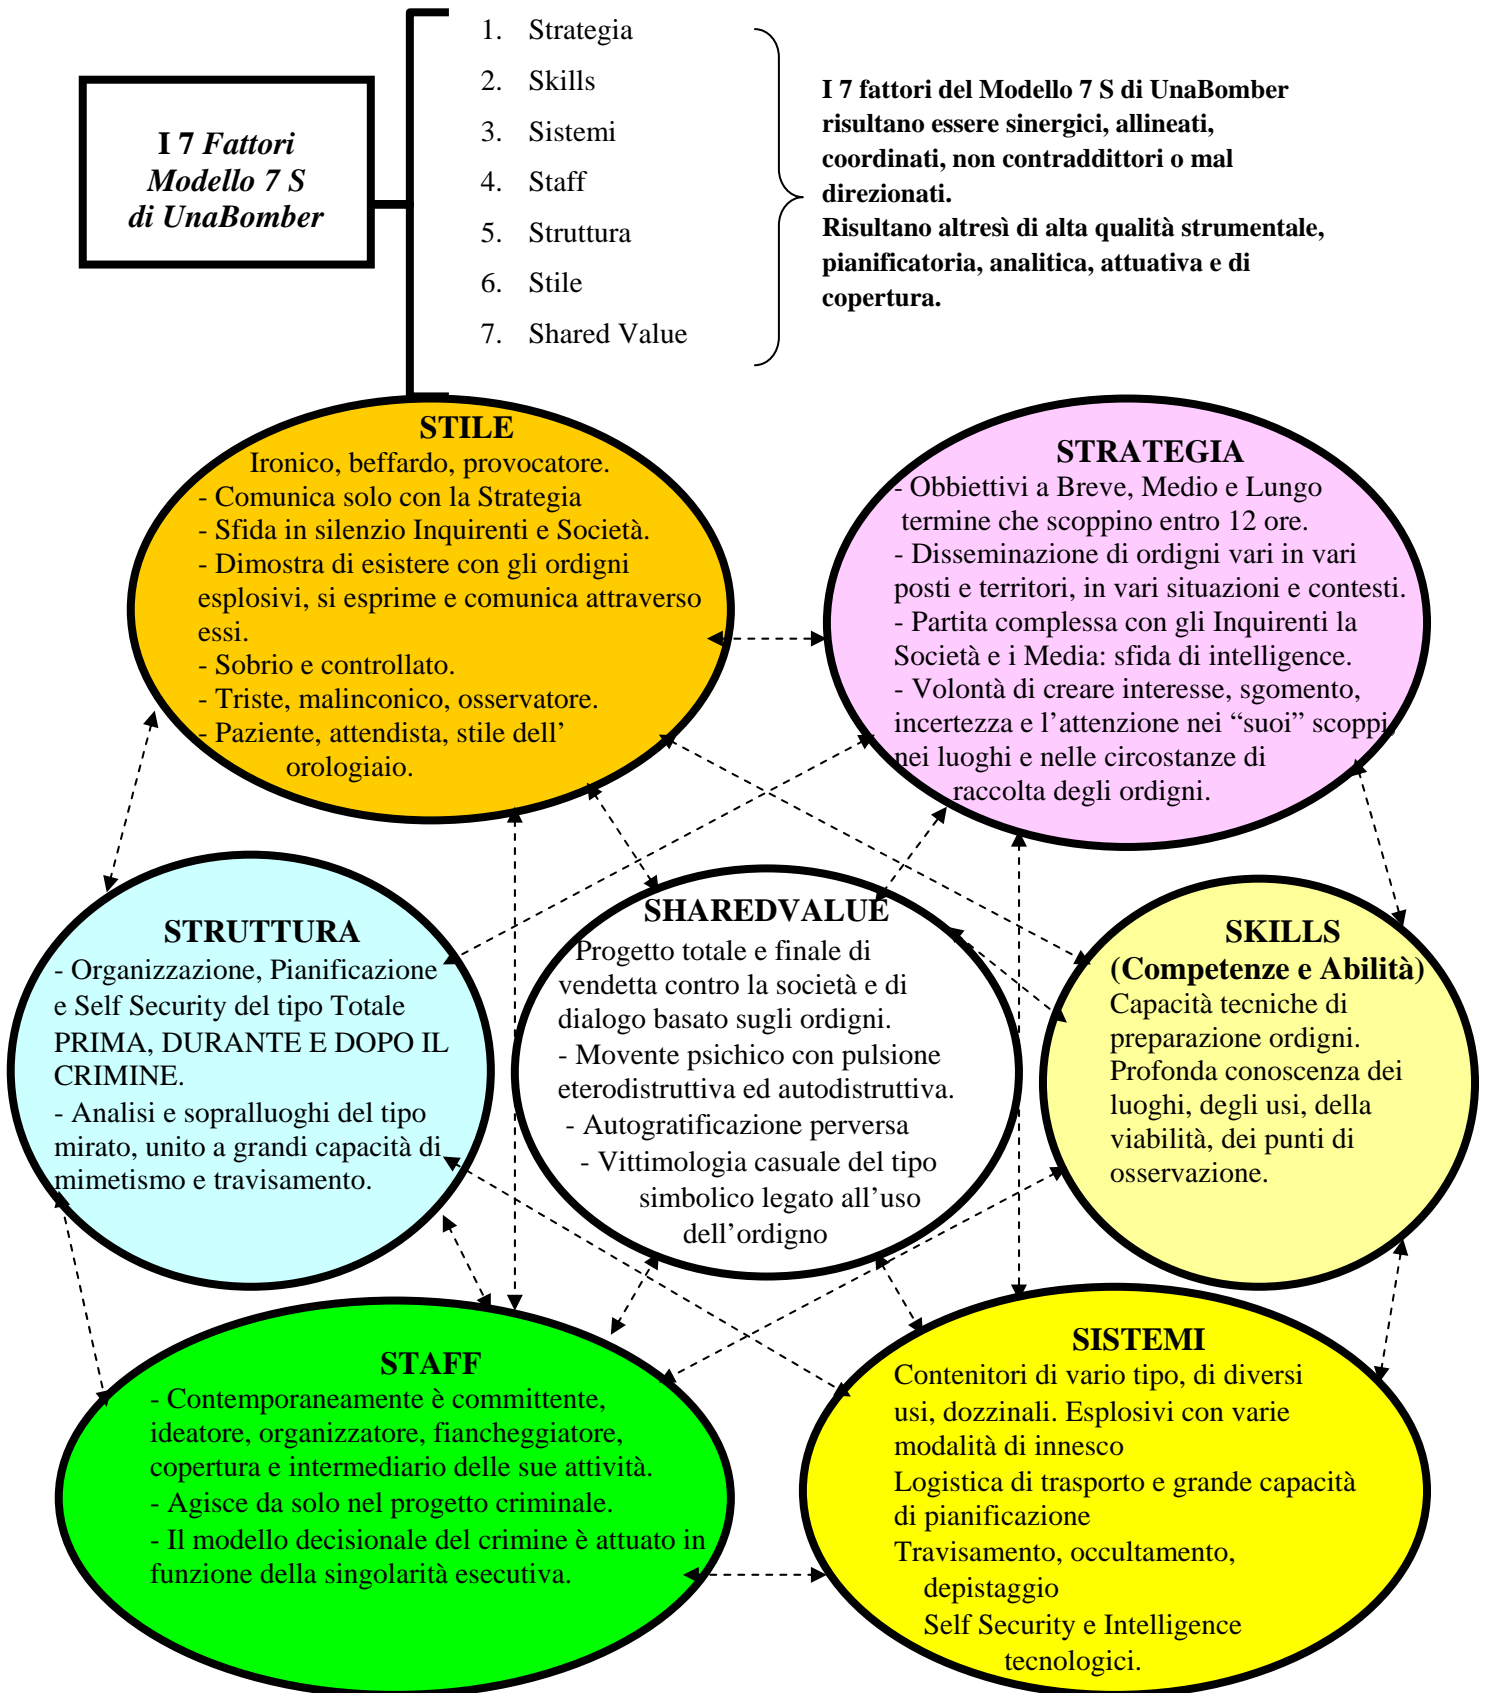 I 7 Fattori
Modello 7 S
di UnaBomber
1. Strategia
2. Skills
3. Sistemi
4. Staff
5. Struttura
6. Stile
7. Shared Value
I 7 fattori del Modello 7 S di UnaBomber
risultano essere sinergici, allineati,
coordinati, non contraddittori o mal
direzionati.
Risultano altresì di alta qualità strumentale,
pianificatoria, analitica, attuativa e di
copertura.
STILE
Ironico, beffardo, provocatore.
- Comunica solo con la Strategia
- Sfida in silenzio Inquirenti e Società.
- Dimostra di esistere con gli ordigni
esplosivi, si esprime e comunica attraverso
essi.
- Sobrio e controllato.
- Triste, malinconico, osservatore.
- Paziente, attendista, stile dell’
orologiaio.
STRATEGIA
- Obbiettivi a Breve, Medio e Lungo
termine che scoppino entro 12 ore.
- Disseminazione di ordigni vari in vari
posti e territori, in vari situazioni e contesti.
- Partita complessa con gli Inquirenti la
Società e i Media: sfida di intelligence.
- Volontà di creare interesse, sgomento,
incertezza e l’attenzione nei “suoi” scoppi,
nei luoghi e nelle circostanze di
raccolta degli ordigni.
STRUTTURA
- Organizzazione, Pianificazione
e Self Security del tipo Totale
PRIMA, DURANTE E DOPO IL
CRIMINE.
- Analisi e sopralluoghi del tipo
mirato, unito a grandi capacità di
mimetismo e travisamento.
SHAREDVALUE
Progetto totale e finale di
vendetta contro la società e di
dialogo basato sugli ordigni.
- Movente psichico con pulsione
eterodistruttiva ed autodistruttiva.
- Autogratificazione perversa
- Vittimologia casuale del tipo
simbolico legato all’uso
dell’ordigno
SKILLS
(Competenze e Abilità)
Capacità tecniche di
preparazione ordigni.
Profonda conoscenza dei
luoghi, degli usi, della
viabilità, dei punti di
osservazione.
STAFF
- Contemporaneamente è committente,
ideatore, organizzatore, fiancheggiatore,
copertura e intermediario delle sue attività.
- Agisce da solo nel progetto criminale.
- Il modello decisionale del crimine è attuato in
funzione della singolarità esecutiva.
SISTEMI
Contenitori di vario tipo, di diversi
usi, dozzinali. Esplosivi con varie
modalità di innesco
Logistica di trasporto e grande capacità
di pianificazione
Travisamento, occultamento,
depistaggio
Self Security e Intelligence
tecnologici.